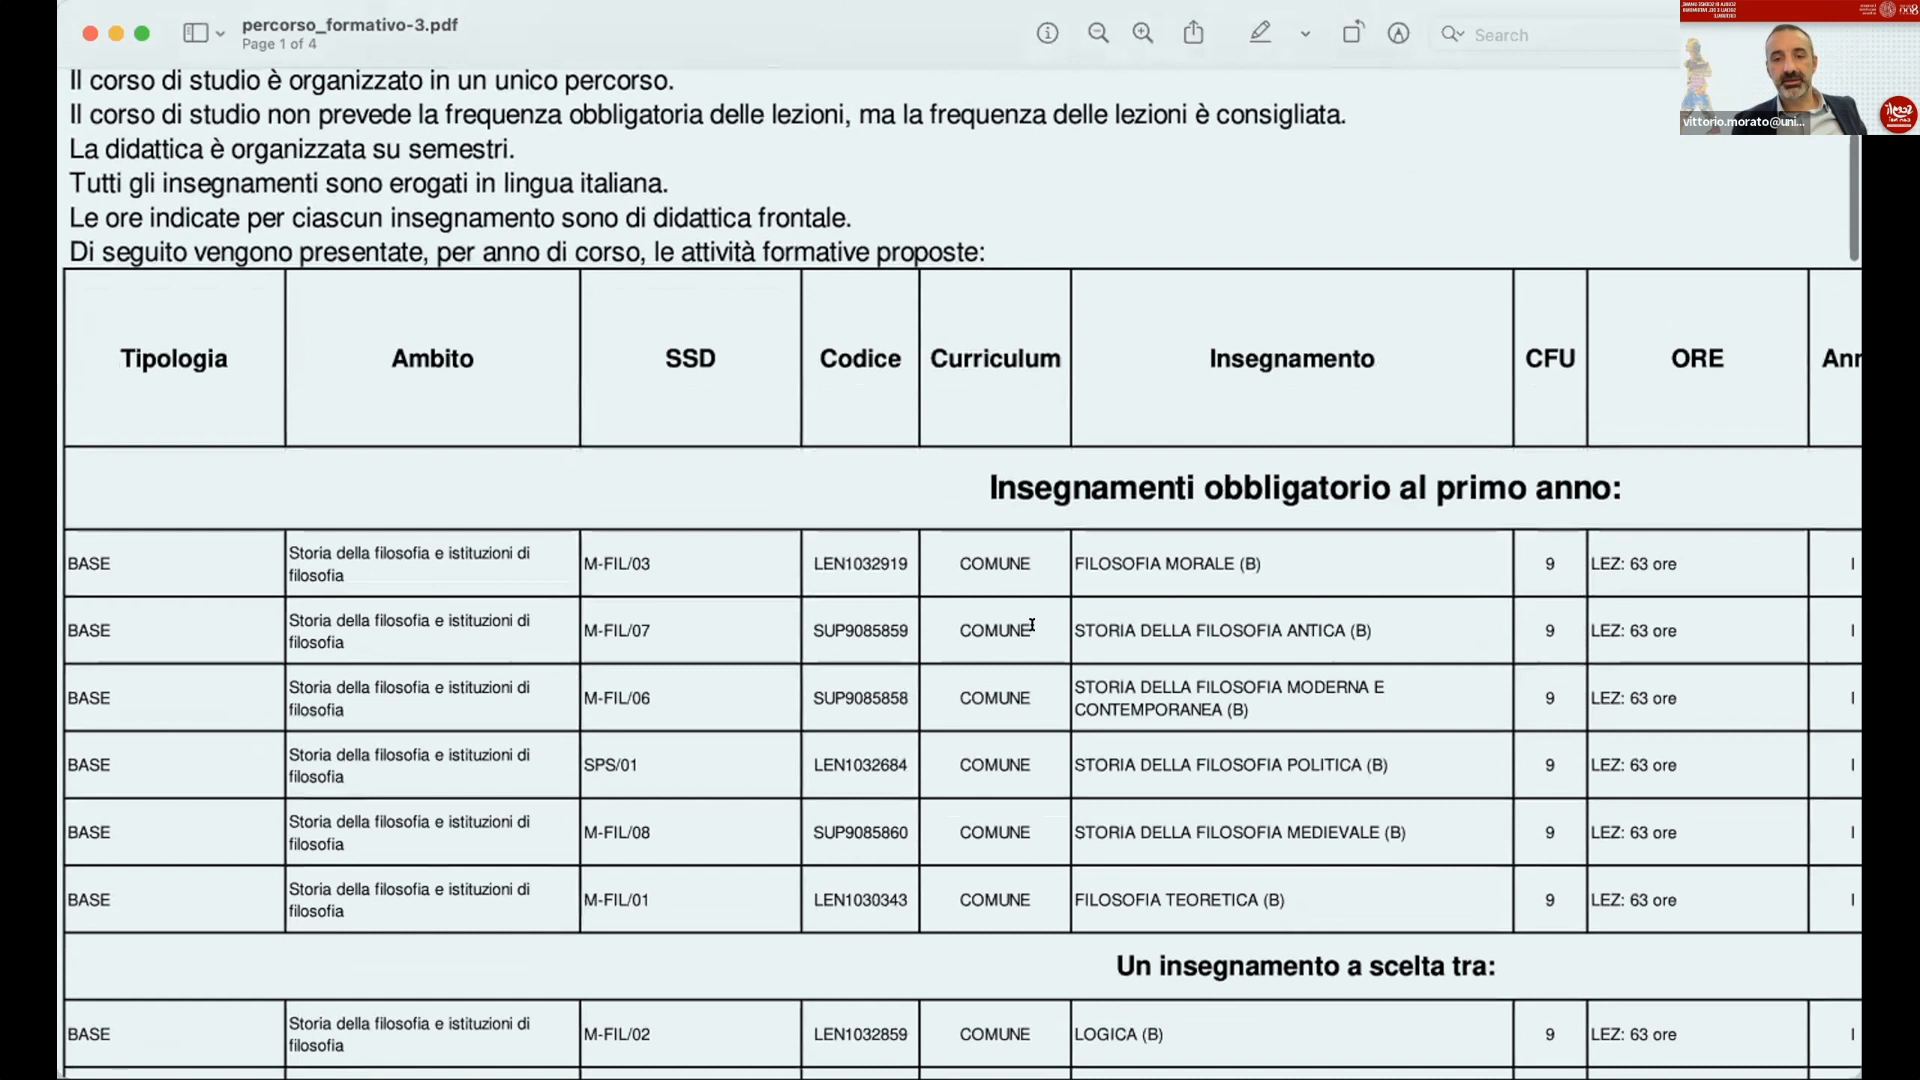 percorso_formativo-3.pdf
Page 1 of 4
Search
vittorio.morato@uni...
Il corso di studio è organizzato in un unico percorso.
Il corso di studio non prevede la frequenza obbligatoria delle lezioni, ma la frequenza delle lezioni è consigliata.
La didattica è organizzata su semestri.
Tutti gli insegnamenti sono erogati in lingua italiana.
Le ore indicate per ciascun insegnamento sono di didattica frontale.
Di seguito vengono presentate, per anno di corso, le attività formative proposte:
Tipologia Ambito SSD Codice Curriculum Insegnamento CFU ORE Ann
Insegnamenti obbligatorio al primo anno:
BASE Storia della filosofia e istituzioni di filosofia M-FIL/03 LEN1032919 COMUNE FILOSOFIA MORALE (B) 9 LEZ: 63 ore I
BASE Storia della filosofia e istituzioni di filosofia M-FIL/07 SUP9085859 COMUNE STORIA DELLA FILOSOFIA ANTICA (B) 9 LEZ: 63 ore I
BASE Storia della filosofia e istituzioni di filosofia M-FIL/06 SUP9085858 COMUNE STORIA DELLA FILOSOFIA MODERNA E CONTEMPORANEA (B) 9 LEZ: 63 ore I
BASE Storia della filosofia e istituzioni di filosofia SPS/01 LEN1032684 COMUNE STORIA DELLA FILOSOFIA POLITICA (B) 9 LEZ: 63 ore I
BASE Storia della filosofia e istituzioni di filosofia M-FIL/08 SUP9085860 COMUNE STORIA DELLA FILOSOFIA MEDIEVALE (B) 9 LEZ: 63 ore I
BASE Storia della filosofia e istituzioni di filosofia M-FIL/01 LEN1030343 COMUNE FILOSOFIA TEORETICA (B) 9 LEZ: 63 ore I
Un insegnamento a scelta tra:
BASE Storia della filosofia e istituzioni di filosofia M-FIL/02 LEN1032859 COMUNE LOGICA (B) 9 LEZ: 63 ore I